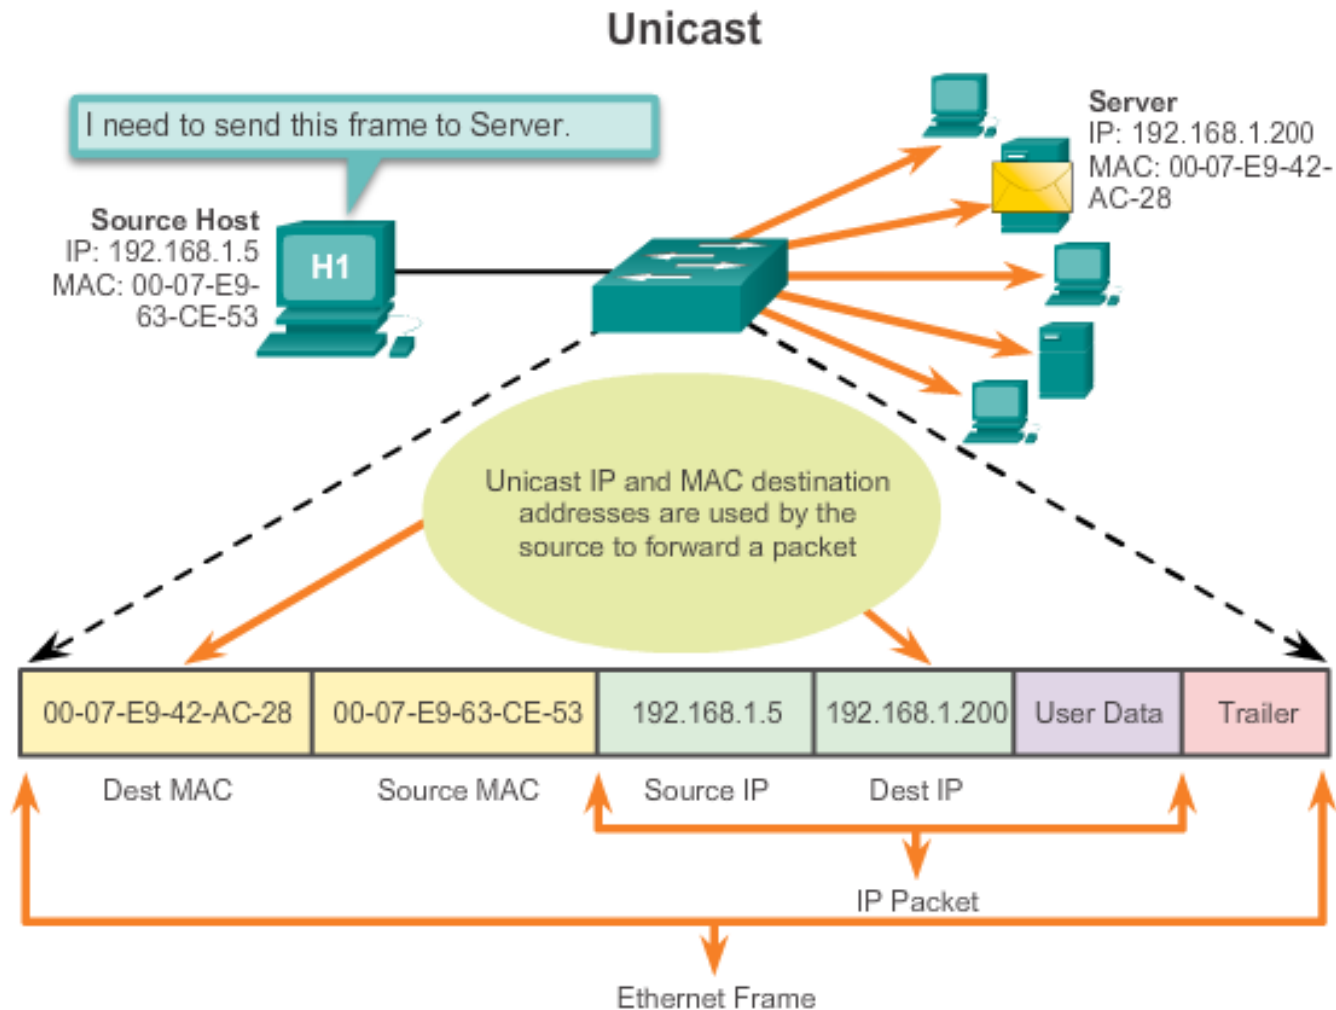 Unicast
I need to send this frame to Server.
Source Host
IP: 192.168.1.5
MAC: 00-07-E9-
63-CE-53
H1
Server
IP: 192.168.1.200
MAC: 00-07-E9-42-
AC-28
Unicast IP and MAC destination
addresses are used by the
source to forward a packet
00-07-E9-42-AC-28 00-07-E9-63-CE-53 192.168.1.5 192.168.1.200 User Data Trailer
Dest MAC Source MAC Source IP Dest IP
IP Packet
Ethernet Frame